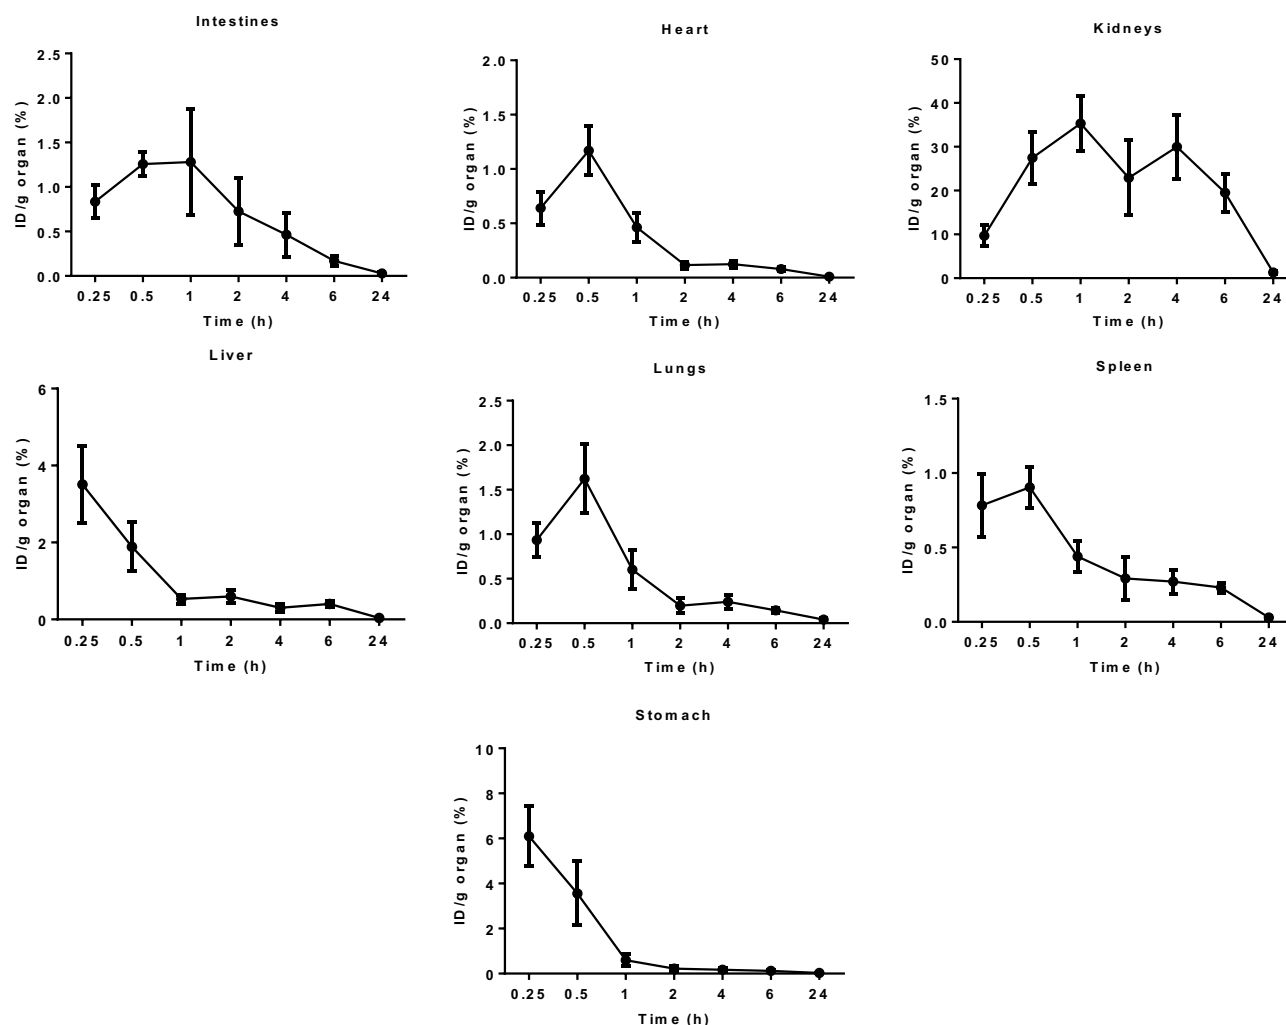 Intestines
ID/g organ (%)
2.5
2.0
1.5
1.0
0.5
0.0
0.25 0.5 1 2 4 6 24
Time (h)
Heart
ID/g organ (%)
2.0
1.5
1.0
0.5
0.0
0.25 0.5 1 2 4 6 24
Time (h)
Kidneys
ID/g organ (%)
50
40
30
20
10
0
0.25 0.5 1 2 4 6 24
Time (h)
Liver
ID/g organ (%)
6
4
2
0
0.25 0.5 1 2 4 6 24
Time (h)
Lungs
ID/g organ (%)
2.5
2.0
1.5
1.0
0.5
0.0
0.25 0.5 1 2 4 6 24
Time (h)
Spleen
ID/g organ (%)
1.5
1.0
0.5
0.0
0.25 0.5 1 2 4 6 24
Time (h)
Stomach
ID/g organ (%)
10
8
6
4
2
0
0.25 0.5 1 2 4 6 24
Time (h)